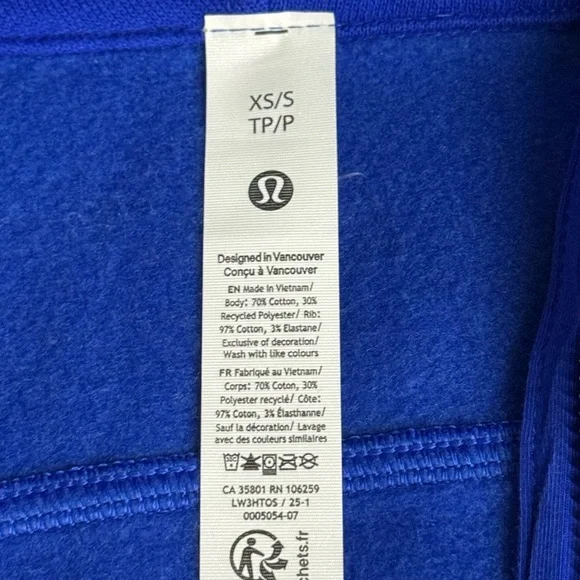 XS/S
TP/P
Designed in Vancouver
Conçu à Vancouver
EN Made in Vietnam/
Body: 70% Cotton, 30%
Recycled Polyester/ Rib:
97% Cotton, 3% Elastane/
Exclusive of decoration/
Wash with like colours
FR Fabriqué au Vietnam/
Corps: 70% Coton, 30%
Polyester recyclé/ Côte:
97% Coton, 3% Élasthanne/
Sauf la décoration/ Lavage
avec des couleurs similaires
CA 35801 RN 106259
LW3HTOS / 25-1
0005054-07
chets.fr